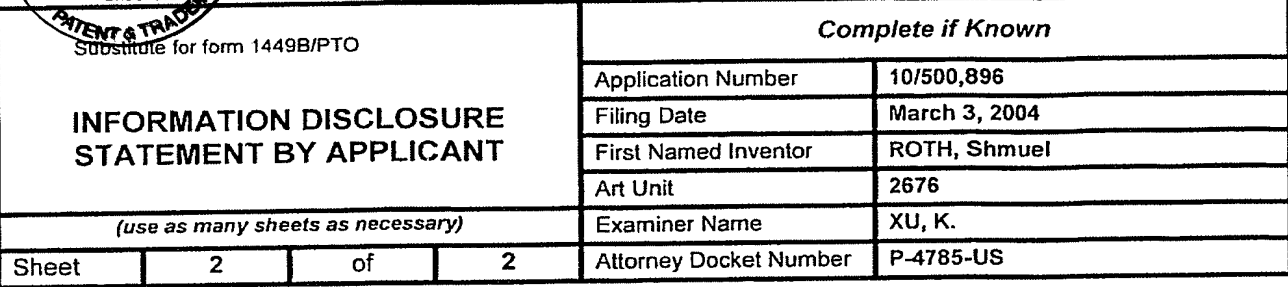 PATENT & TRADE
Substitute for form 1449B/PTO
INFORMATION DISCLOSURE
STATEMENT BY APPLICANT
(use as many sheets as necessary)
Sheet 2 of 2
Complete if Known
Application Number 10/500,896
Filing Date March 3, 2004
First Named Inventor ROTH, Shmuel
Art Unit 2676
Examiner Name XU, K.
Attorney Docket Number P-4785-US